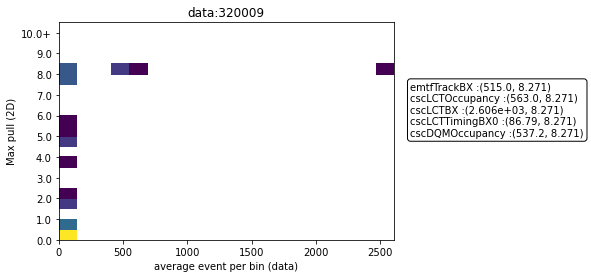 data:320009
10.0+
9.0
8.0
7.0
6.0
5.0
4.0
3.0
2.0
1.0
0.0
Max pull (2D)
0
500
1000
1500
2000
2500
average event per bin (data)
emtfTrackBX :(515.0, 8.271)
cscLCTOccupancy :(563.0, 8.271)
cscLCTBX :(2.606e+03, 8.271)
cscLCTTimingBX0 :(86.79, 8.271)
cscDQMOccupancy :(537.2, 8.271)